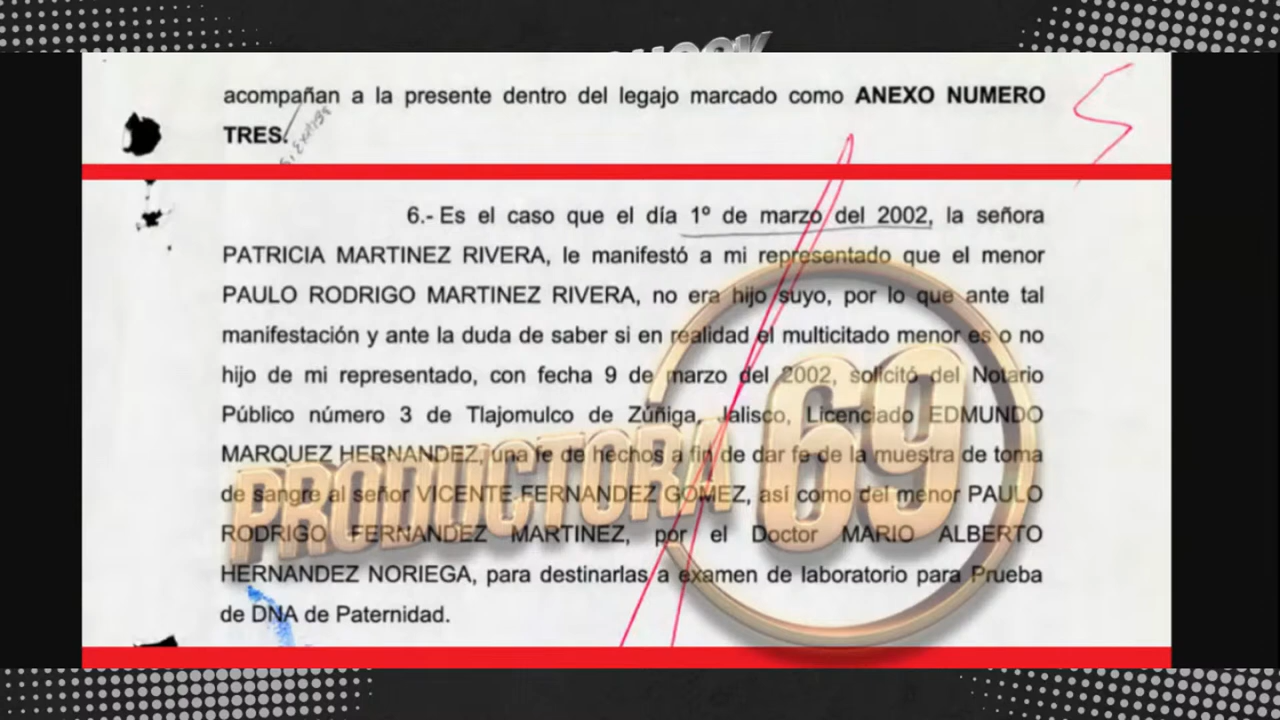 acompañan a la presente dentro del legajo marcado como ANEXO NUMERO
TRES.
6.- Es el caso que el día 1º de marzo del 2002, la señora
PATRICIA MARTINEZ RIVERA, le manifestó a mi representado que el menor
PAULO RODRIGO MARTINEZ RIVERA, no era hijo suyo, por lo que ante tal
manifestación y ante la duda de saber si en realidad el multicitado menor es o no
hijo de mi representado, con fecha 9 de marzo del 2002, solicitó del Notario
Público número 3 de Tlajomulco de Zúñiga, Jalisco, Licenciado EDMUNDO
MARQUEZ HERNANDEZ, una fe de hechos a fin de dar fe de la muestra de toma
de sangre al señor VICENTE FERNANDEZ GOMEZ, así como del menor PAULO
RODRIGO FERNANDEZ MARTINEZ, por el Doctor MARIO ALBERTO
HERNANDEZ NORIEGA, para destinarlas a examen de laboratorio para Prueba
de DNA de Paternidad.
PRODUCTORA 69